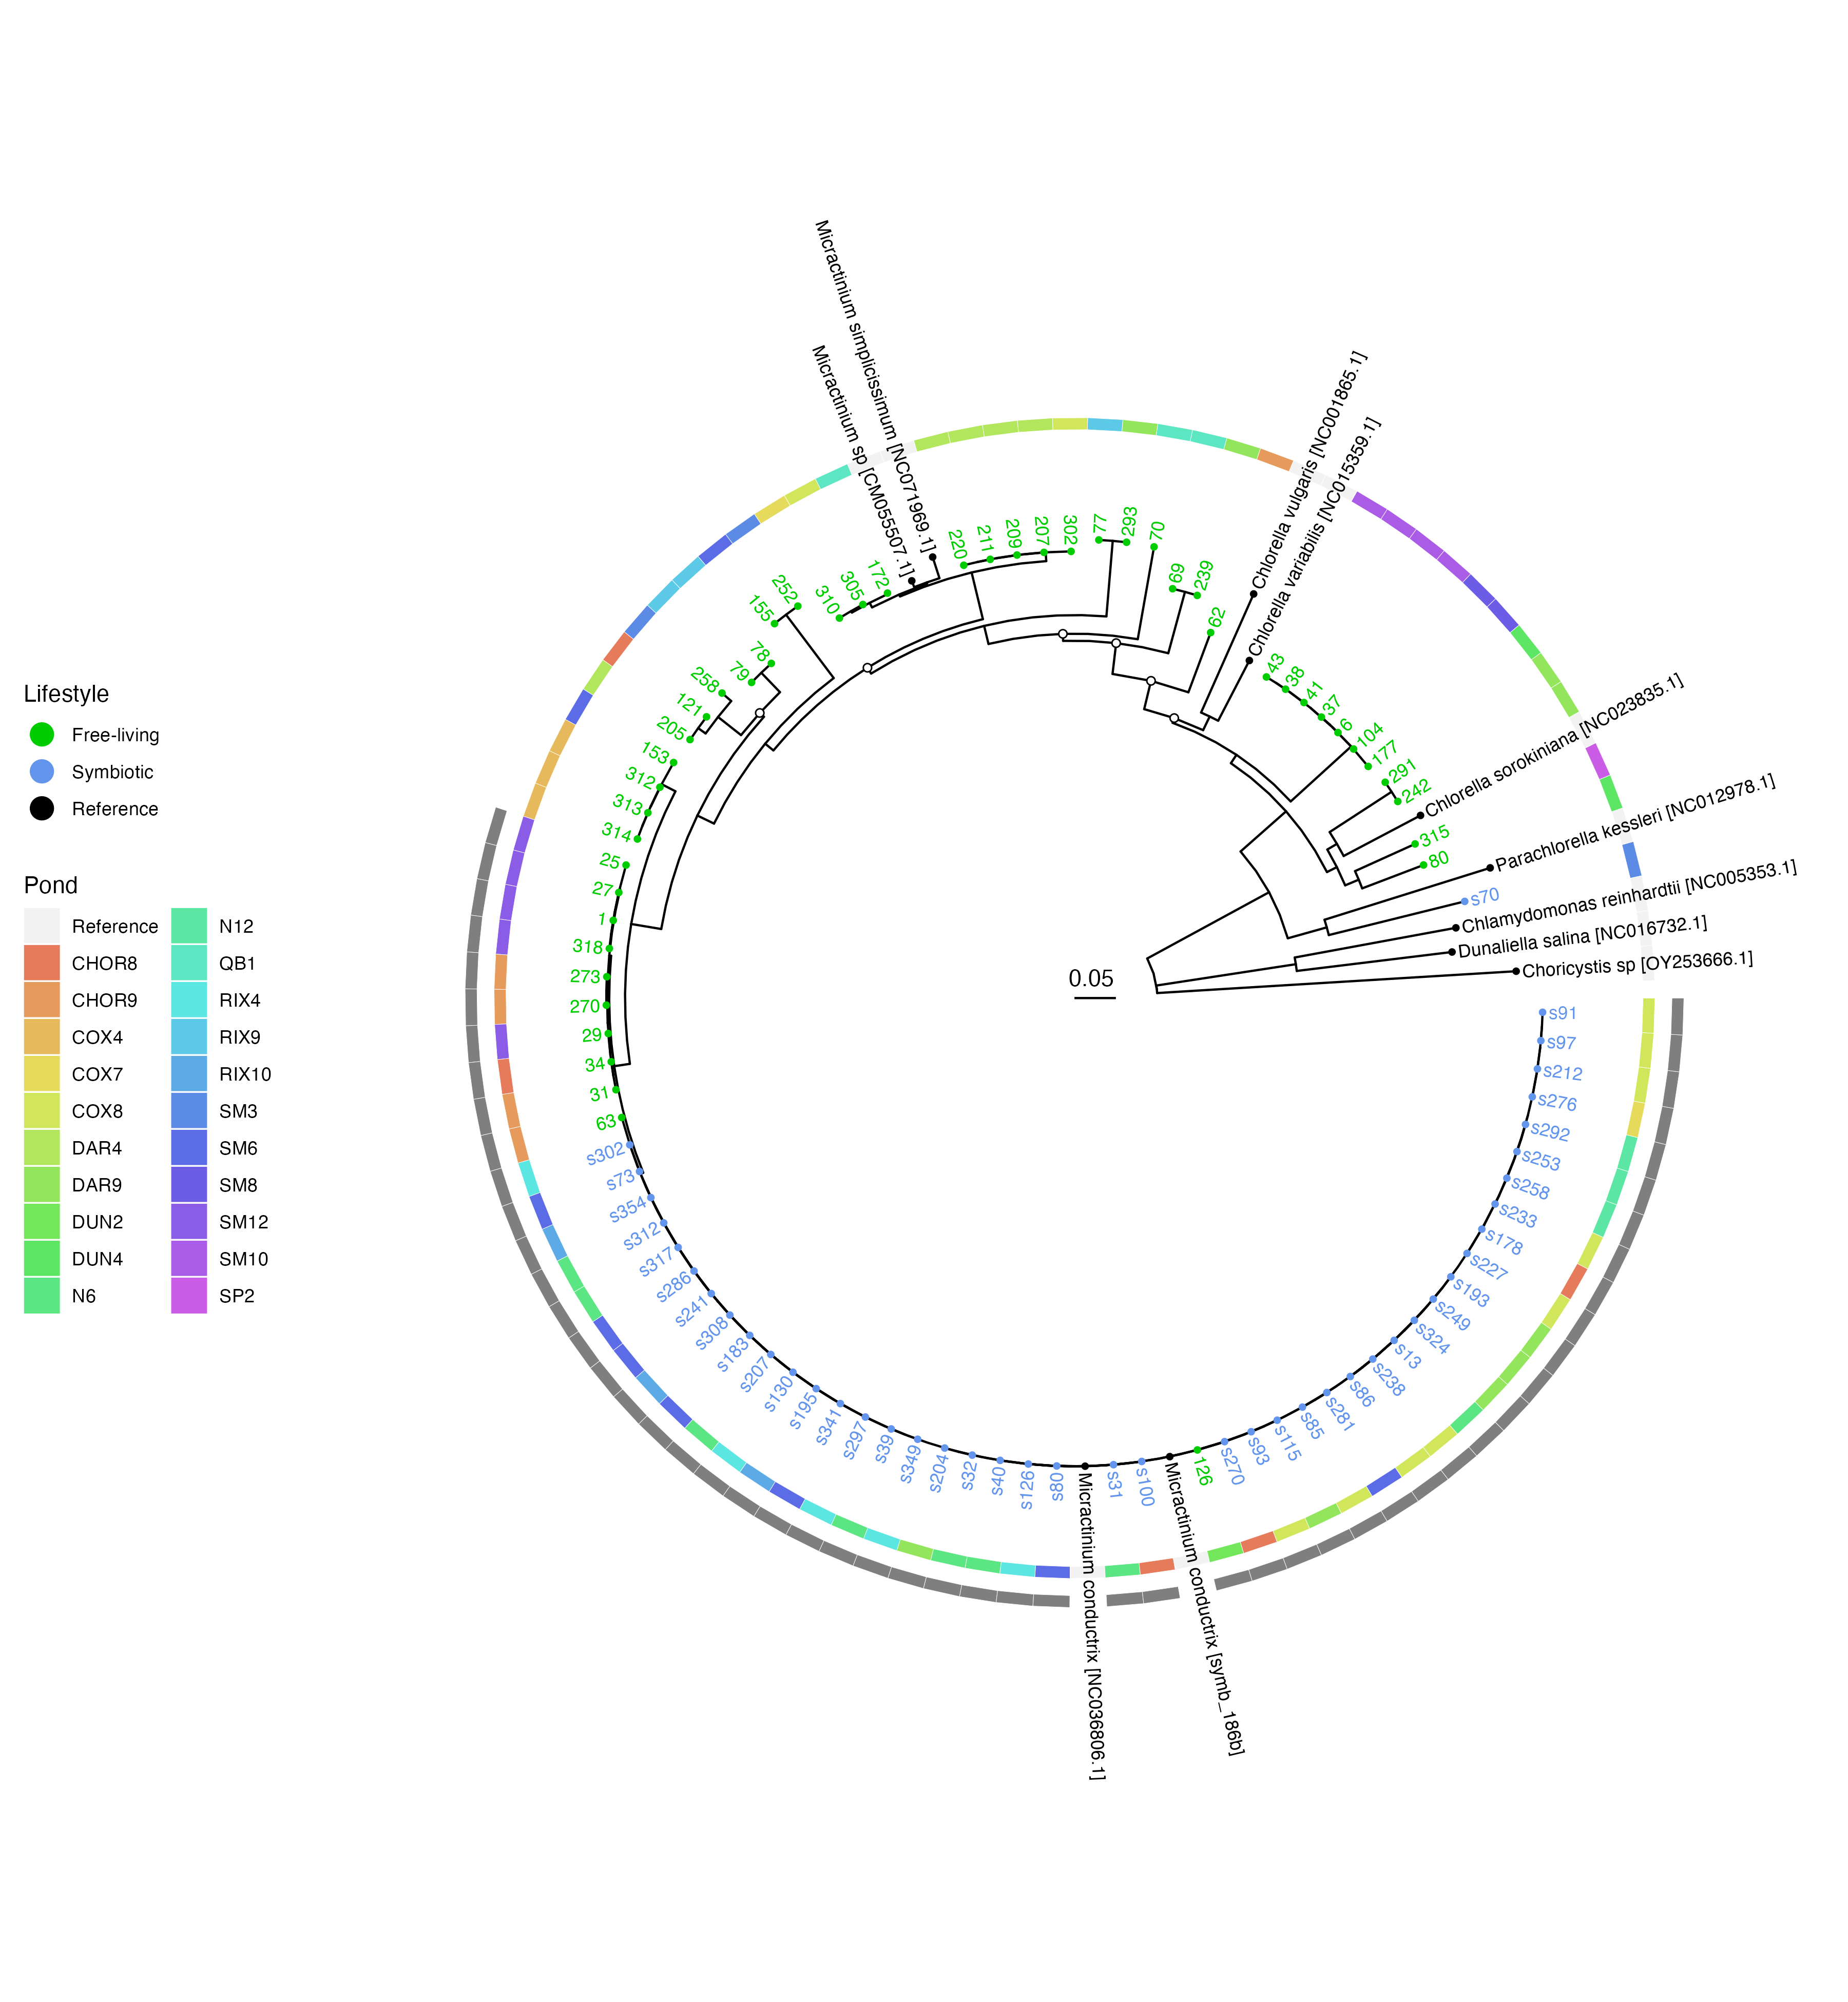 Lifestyle
Free-living
Symbiotic
Reference
Pond
Reference
CHOR8
CHOR9
COX4
COX7
COX8
DAR4
DAR9
DUN2
DUN4
N6
N12
QB1
RIX4
RIX9
RIX10
SM3
SM6
SM8
SM12
SM10
SP2
0.05
Micractinium simplicissimum [NC071969.1]
Micractinium sp [CM055507.1]
220
211
209
207
302
77
293
70
69
239
62
Chlorella vulgaris [NC001865.1]
Chlorella variabilis [NC015359.1]
43
38
41
37
6
104
177
291
242
Chlorella sorokiniana [NC023835.1]
315
80
Parachlorella kessleri [NC012978.1]
s70
Chlamydomonas reinhardtii [NC005353.1]
Dunaliella salina [NC016732.1]
Choricystis sp [OY253666.1]
s91
s97
s212
s276
s292
s253
s258
s233
s178
s227
s193
s249
s324
s13
s238
s86
s281
s85
s115
s93
s270
126
Micractinium conductrix [symb_186b]
s100
s31
Micractinium conductrix [NC036806.1]
s80
s126
s40
s32
s204
s349
s39
s297
s341
s195
s130
s207
s183
s308
s241
s286
s317
s312
s354
s73
s302
63
31
34
29
270
273
318
1
27
25
314
313
312
153
205
121
258
79
78
155
252
310
305
172